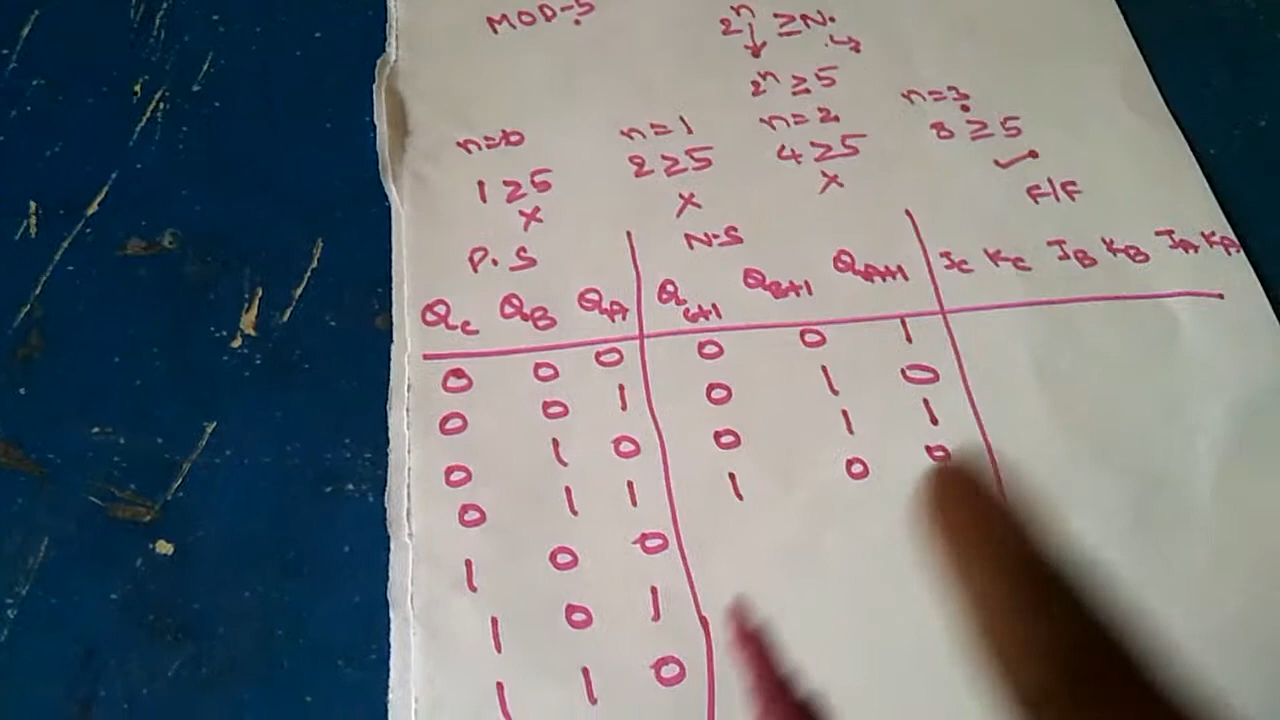 MOD-5
2ⁿ ≥ N.
2ⁿ ≥ 5
n=0 n=1 n=2 n=3
1 ≥ 5 2 ≥ 5 4 ≥ 5 8 ≥ 5
X X X ✓
F/F
P.S N.S
Qc QB QA Qc+1 QB+1 QA+1 Jc Kc JB KB JA KA
0 0 0 0 0 1
0 0 1 0 1 0
0 1 0 0 1 1
0 1 1 1 0 0
1 0 0
1 0 1
1 1 0